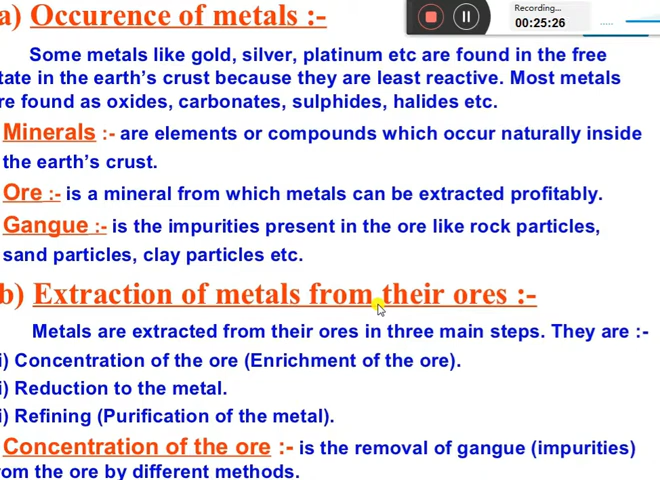 a) Occurence of metals :-
Recording...
00:25:26
Some metals like gold, silver, platinum etc are found in the free
tate in the earth's crust because they are least reactive. Most metals
re found as oxides, carbonates, sulphides, halides etc.
Minerals :- are elements or compounds which occur naturally inside
the earth's crust.
Ore :- is a mineral from which metals can be extracted profitably.
Gangue :- is the impurities present in the ore like rock particles,
sand particles, clay particles etc.
b) Extraction of metals from their ores :-
Metals are extracted from their ores in three main steps. They are :-
i) Concentration of the ore (Enrichment of the ore).
i) Reduction to the metal.
i) Refining (Purification of the metal).
Concentration of the ore :- is the removal of gangue (impurities)
rom the ore by different methods.